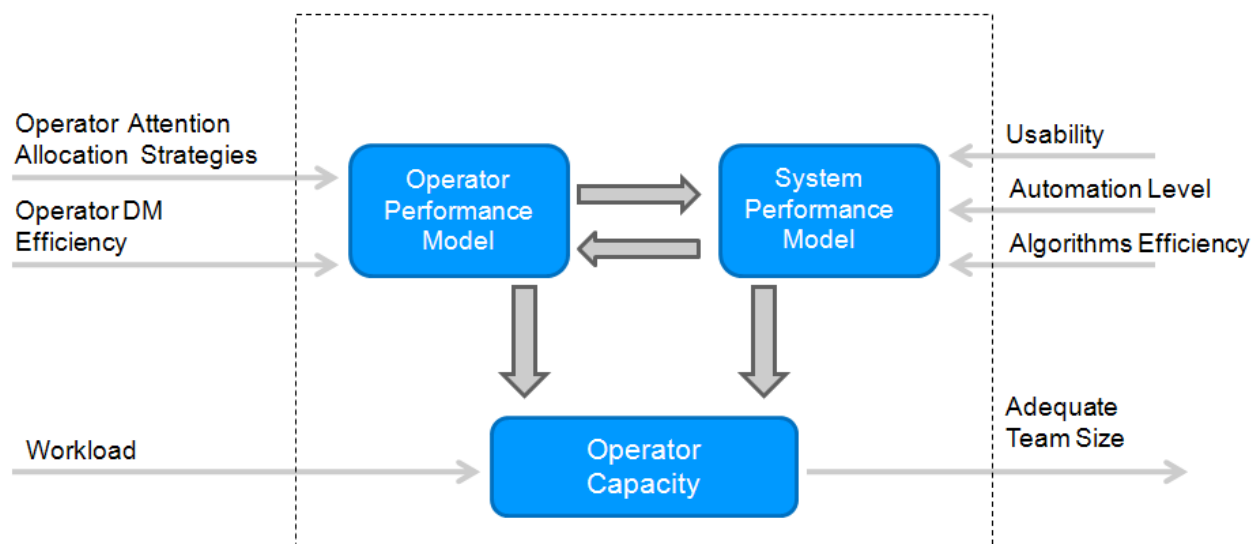 Operator Attention
Allocation Strategies
Operator DM
Efficiency
Operator
Performance
Model
System
Performance
Model
Usability
Automation Level
Algorithms Efficiency
Workload
Operator
Capacity
Adequate
Team Size